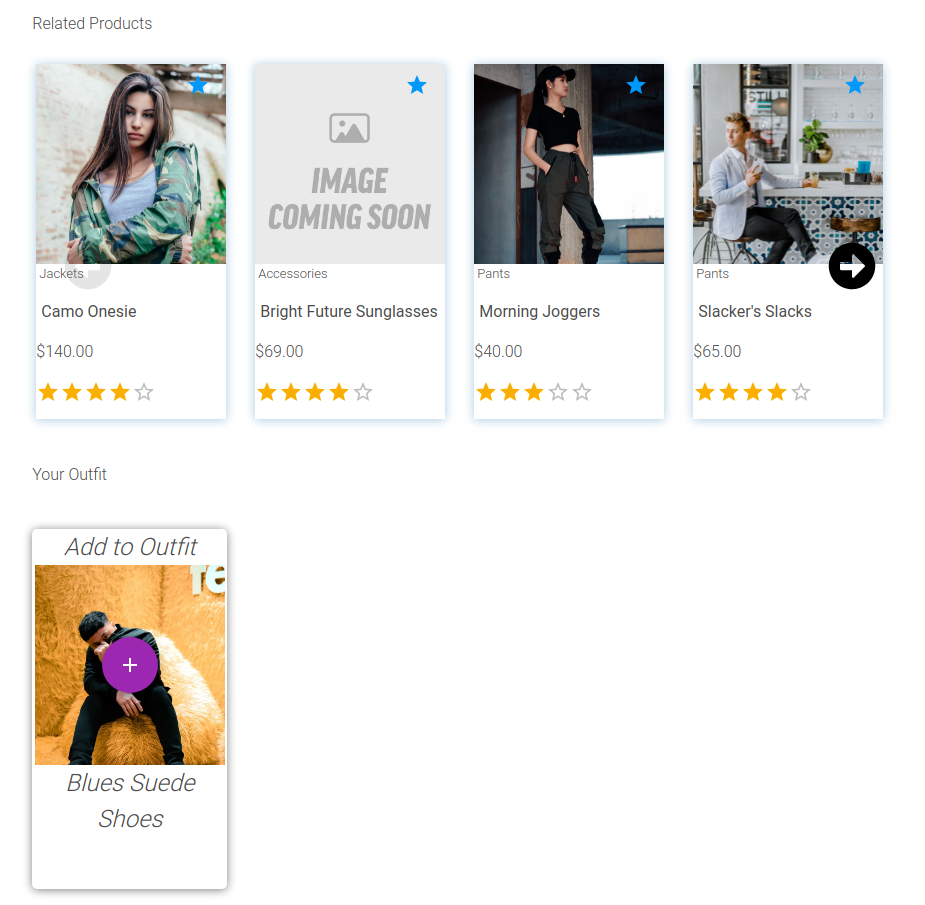 Related Products
IMAGE
COMING SOON
Jackets
Accessories
Pants
Pants
Camo Onesie
Bright Future Sunglasses
Morning Joggers
Slacker's Slacks
$140.00
$69.00
$40.00
$65.00
Your Outfit
Add to Outfit
fe
Blues Suede
Shoes